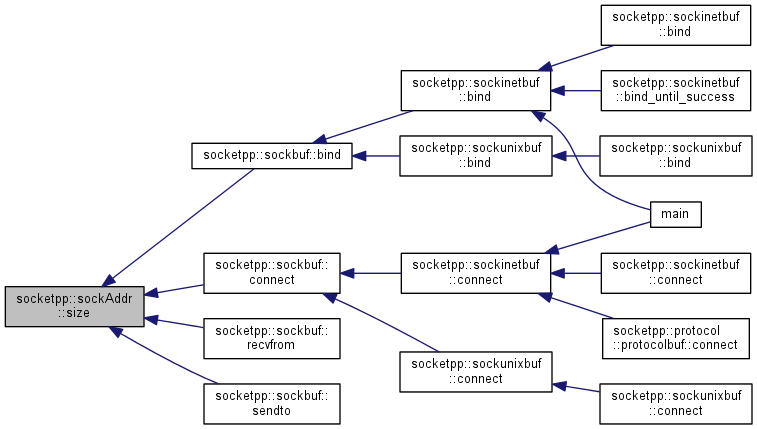 socketpp::sockinetbuf
::bind
socketpp::sockinetbuf
::bind
socketpp::sockinetbuf
::bind_until_success
socketpp::sockbuf::bind
socketpp::sockunixbuf
::bind
socketpp::sockunixbuf
::bind
main
socketpp::sockbuf::
connect
socketpp::sockinetbuf
::connect
socketpp::sockinetbuf
::connect
socketpp::sockAddr
::size
socketpp::sockbuf::
recvfrom
socketpp::protocol
::protocolbuf::connect
socketpp::sockunixbuf
::connect
socketpp::sockbuf::
sendto
socketpp::sockunixbuf
::connect